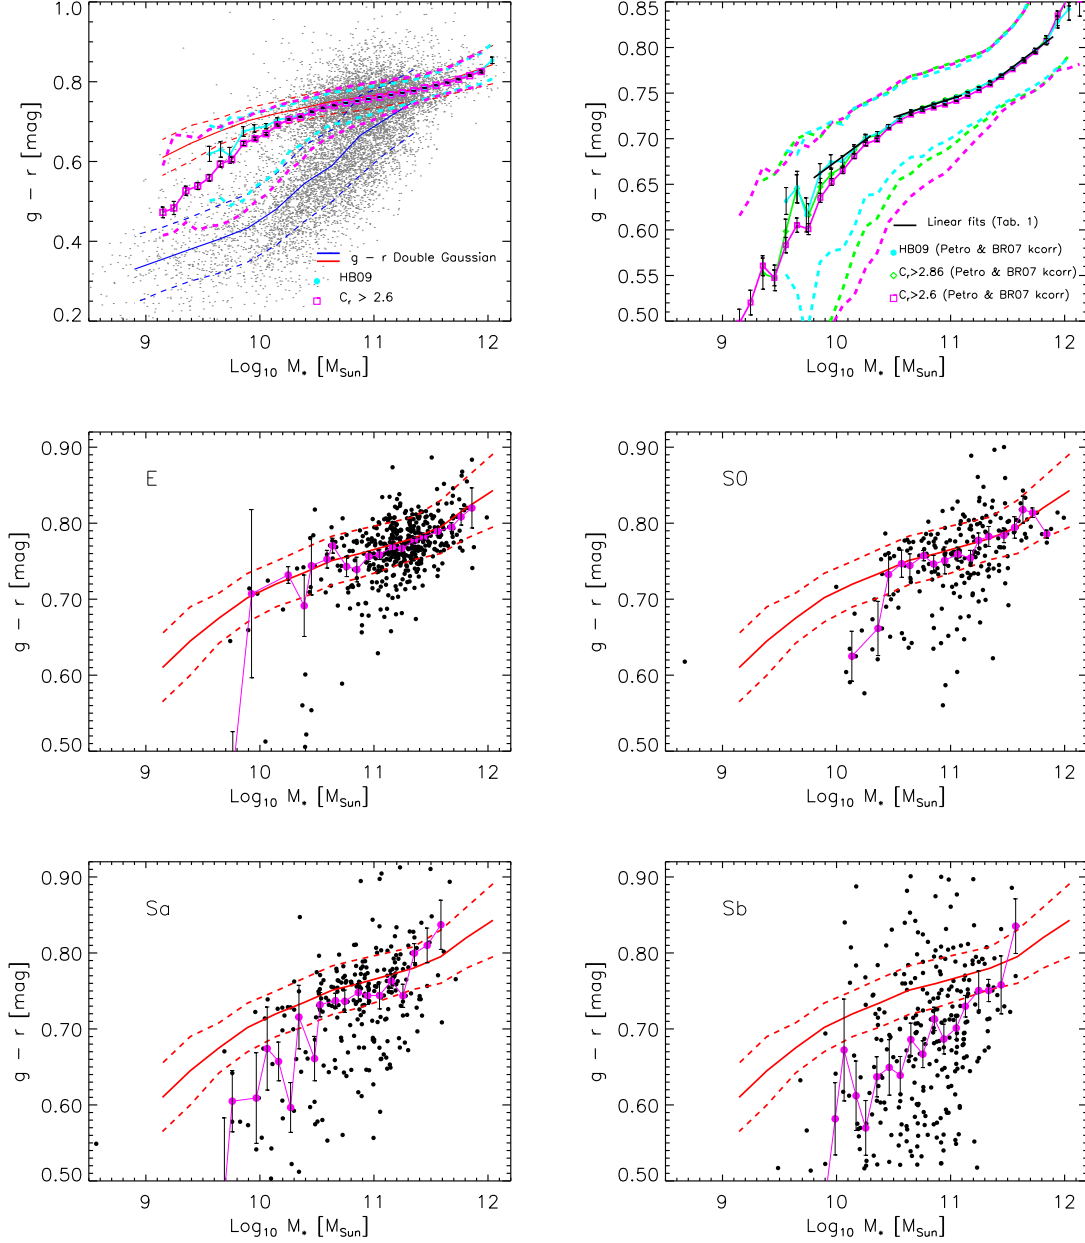 1.0
0.8
0.6
0.4
0.2
g − r [mag]
g − r Double Gaussian
HB09
C_r > 2.6
9 10 11 12
Log₁₀ M* [M_Sun]
0.85
0.80
0.75
0.70
0.65
0.60
0.55
0.50
g − r [mag]
Linear fits (Tab. 1)
HB09 (Petro & BR07 kcorr)
C_r>2.86 (Petro & BR07 kcorr)
C_r>2.6 (Petro & BR07 kcorr)
9 10 11 12
Log₁₀ M* [M_Sun]
0.90
0.80
0.70
0.60
0.50
g − r [mag]
E
9 10 11 12
Log₁₀ M* [M_Sun]
0.90
0.80
0.70
0.60
0.50
g − r [mag]
S0
9 10 11 12
Log₁₀ M* [M_Sun]
0.90
0.80
0.70
0.60
0.50
g − r [mag]
Sa
9 10 11 12
Log₁₀ M* [M_Sun]
0.90
0.80
0.70
0.60
0.50
g − r [mag]
Sb
9 10 11 12
Log₁₀ M* [M_Sun]